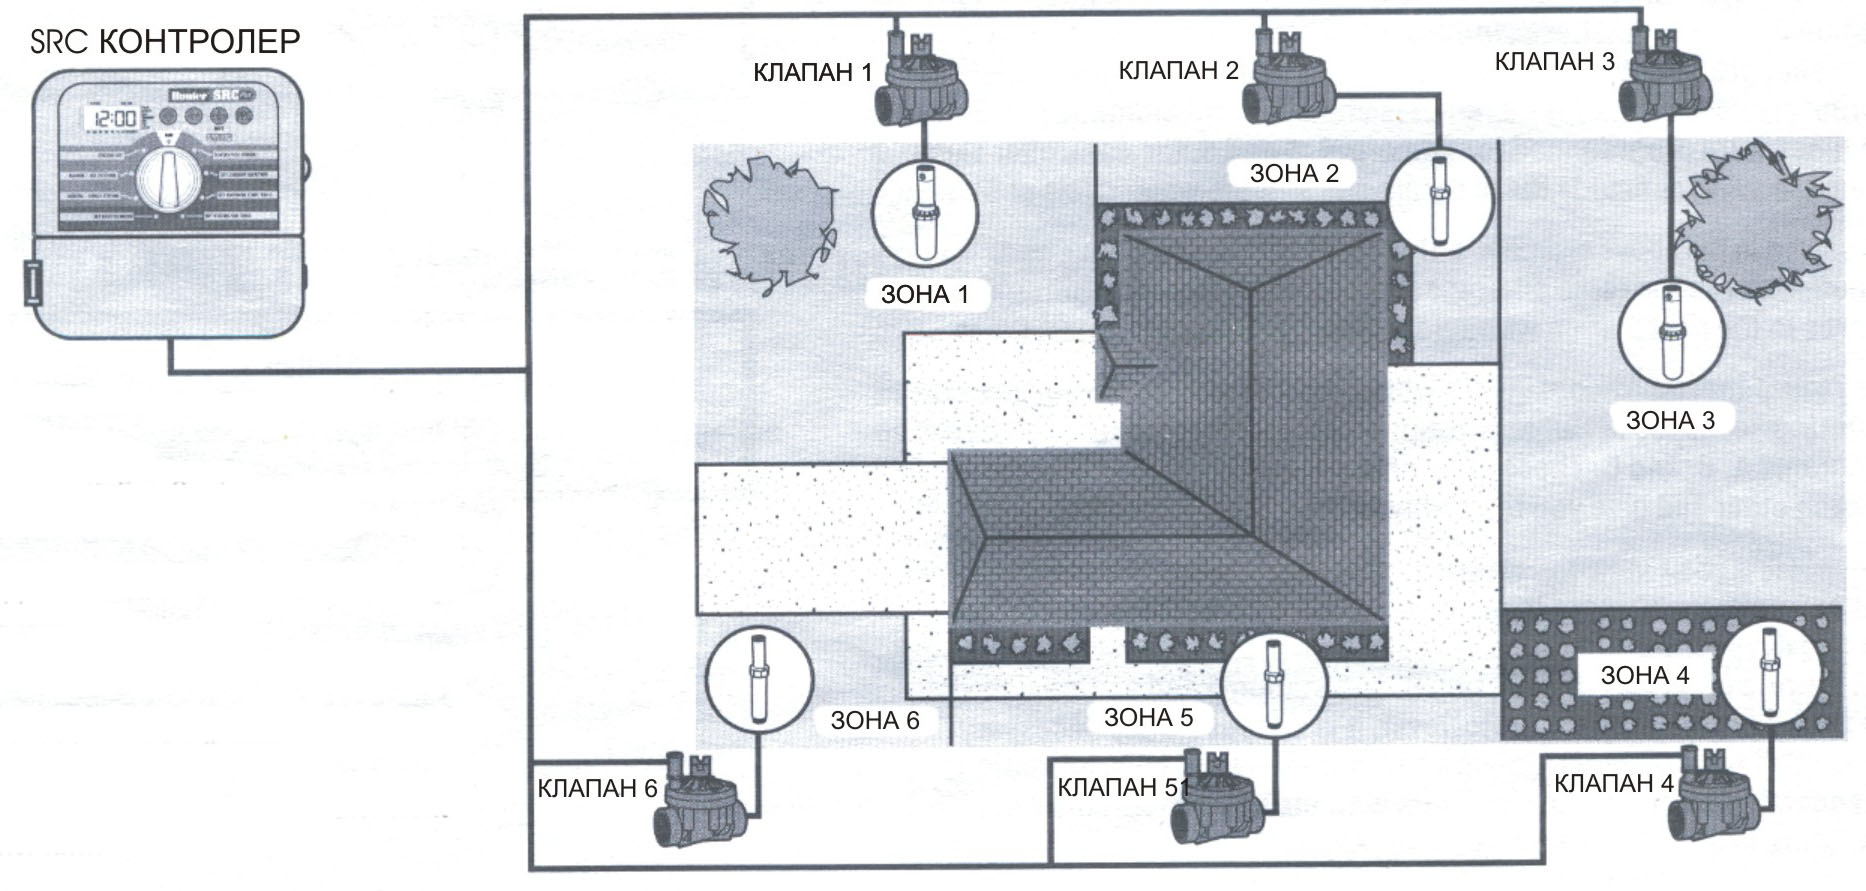 SRC КОНТРОЛЕР
КЛАПАН 1
КЛАПАН 2
КЛАПАН 3
Hunter SRC
12:00
ЗОНА 1
ЗОНА 2
ЗОНА 3
ЗОНА 4
ЗОНА 5
ЗОНА 6
КЛАПАН 6
КЛАПАН 51
КЛАПАН 4